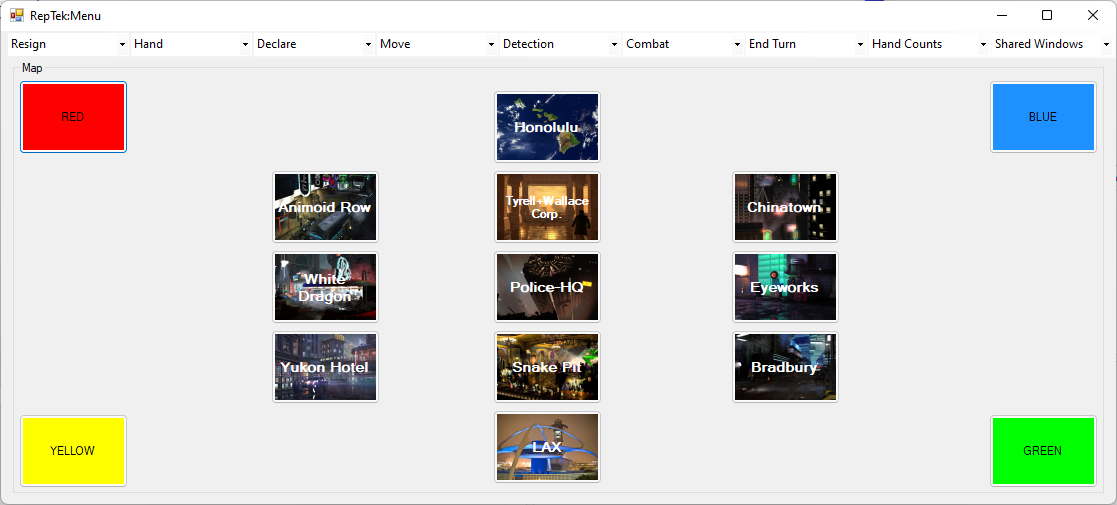 RepTek:Menu
Resign
Hand
Declare
Move
Detection
Combat
End Turn
Hand Counts
Shared Windows
Map
RED
Honolulu
BLUE
Animoid Row
Tyrell+Wallace
Corp.
Chinatown
White
Dragon
Police-HQ
Eyeworks
Yukon Hotel
Snake Pit
Bradbury
YELLOW
LAX
GREEN